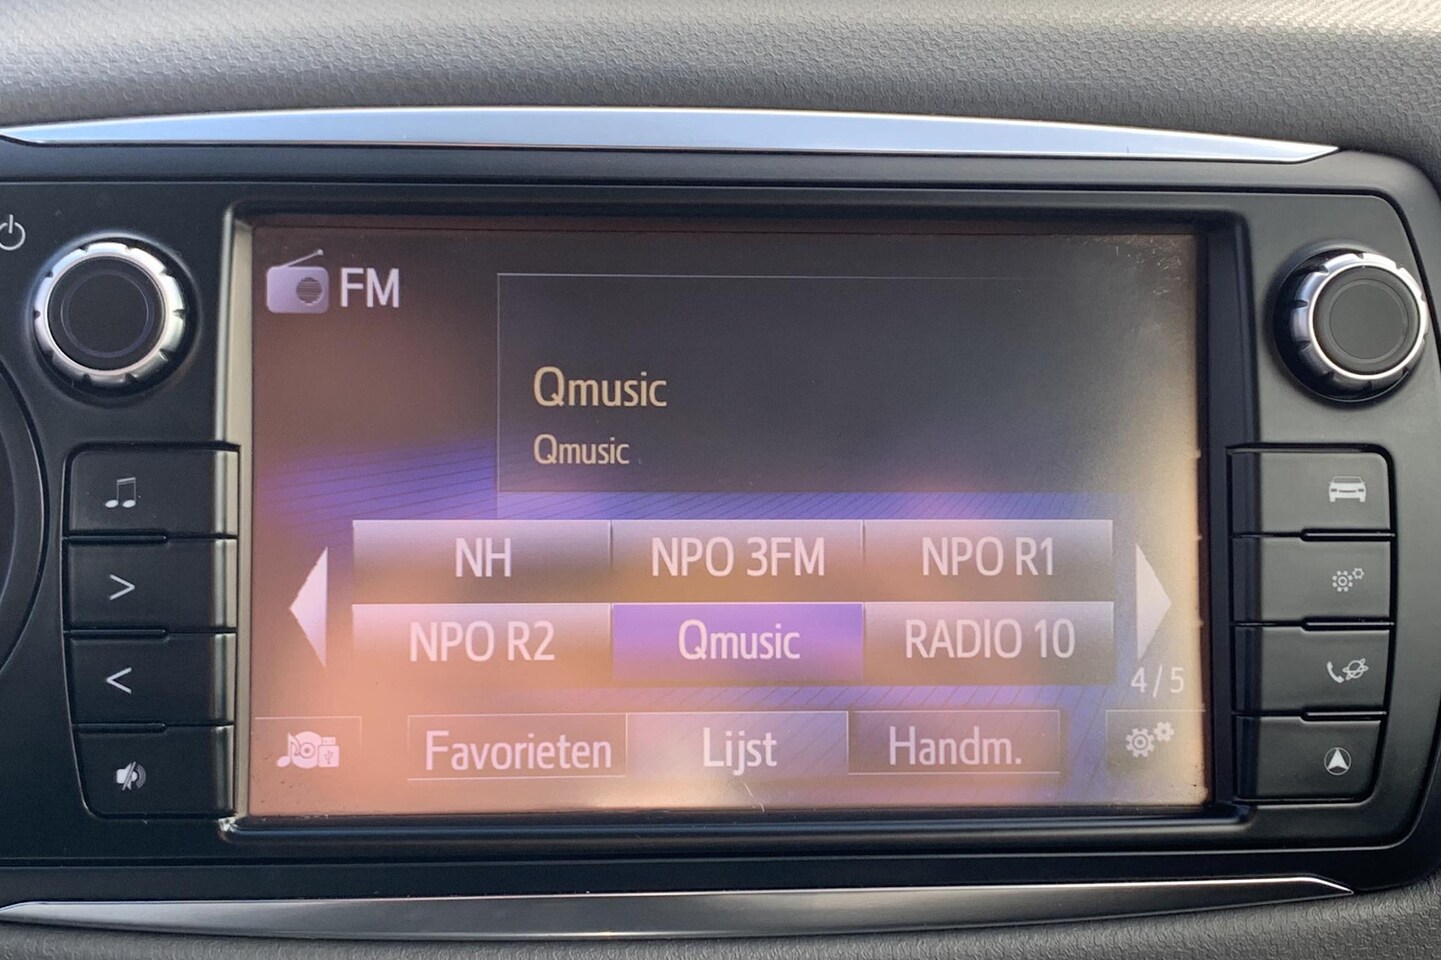 FM
Qmusic
Qmusic
NH NPO 3FM NPO R1
NPO R2 Qmusic RADIO 10
4/5
Favorieten Lijst Handm.